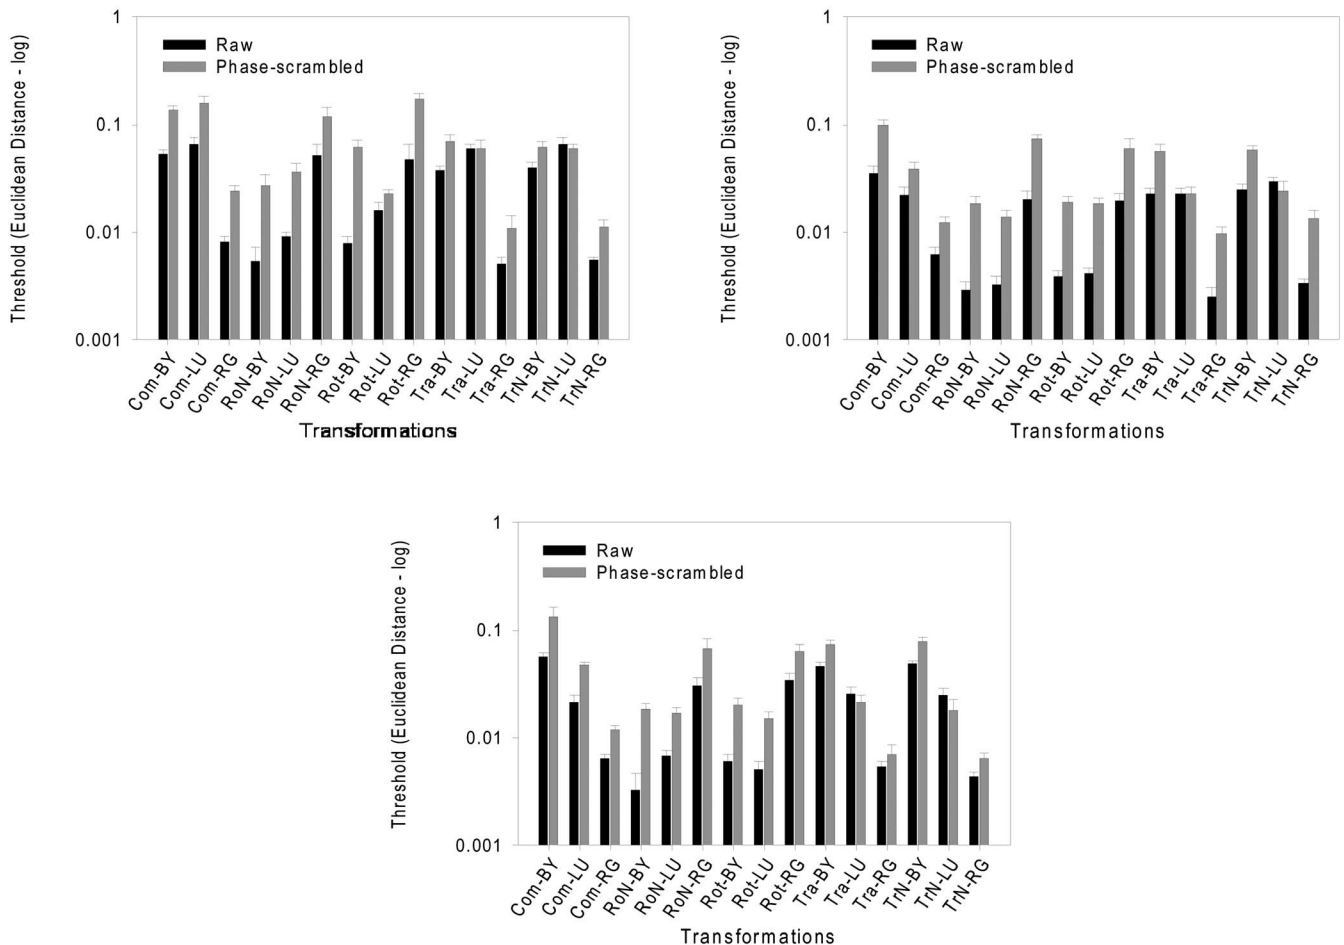 Threshold (Euclidean Distance - log)
1
0.1
0.01
0.001
Raw
Phase-scrambled
Com-BY
Com-LU
Com-RG
RoN-BY
RoN-LU
RoN-RG
Rot-BY
Rot-LU
Rot-RG
Tra-BY
Tra-LU
Tra-RG
TrN-BY
TrN-LU
TrN-RG
Transformations
Threshold (Euclidean Distance - log)
1
0.1
0.01
0.001
Raw
Phase-scrambled
Com-BY
Com-LU
Com-RG
RoN-BY
RoN-LU
RoN-RG
Rot-BY
Rot-LU
Rot-RG
Tra-BY
Tra-LU
Tra-RG
TrN-BY
TrN-LU
TrN-RG
Transformations
Threshold (Euclidean Distance - log)
1
0.1
0.01
0.001
Raw
Phase-scrambled
Com-BY
Com-LU
Com-RG
RoN-BY
RoN-LU
RoN-RG
Rot-BY
Rot-LU
Rot-RG
Tra-BY
Tra-LU
Tra-RG
TrN-BY
TrN-LU
TrN-RG
Transformations